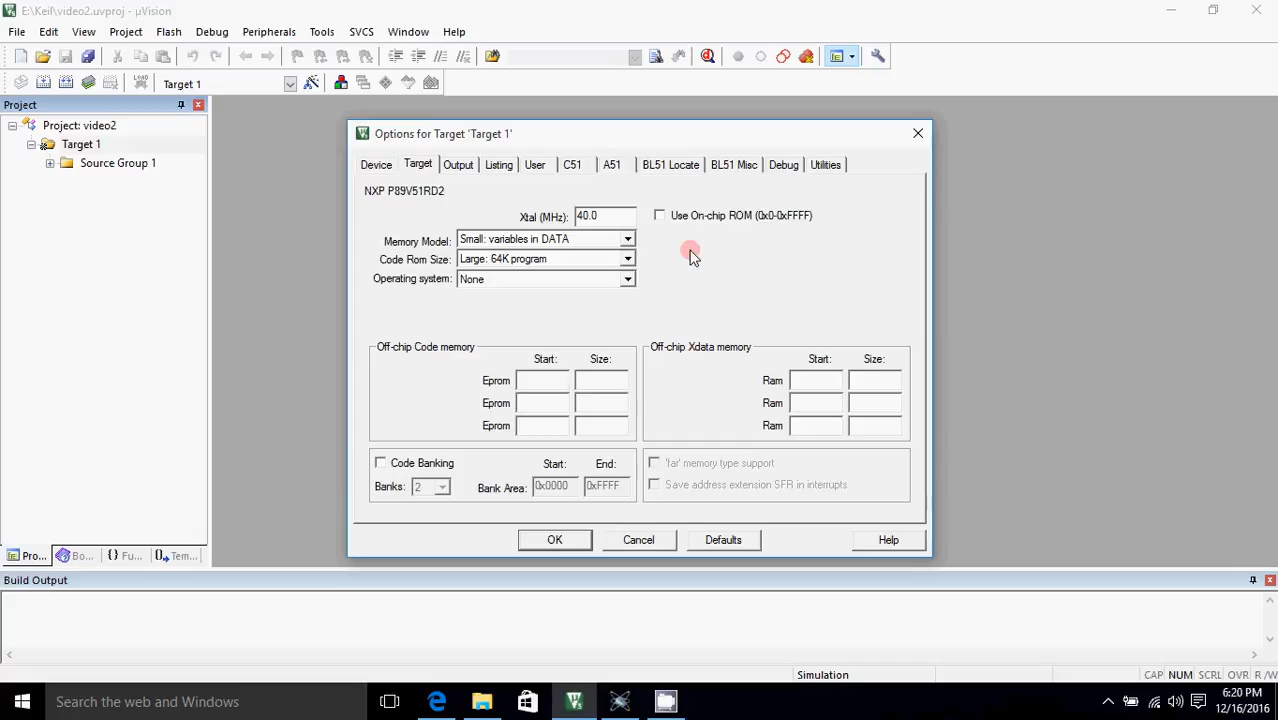 E:\Keil\video2.uvproj - µVision
File Edit View Project Flash Debug Peripherals Tools SVCS Window Help
LOAD Target 1
Project
Project: video2
Target 1
Source Group 1
Options for Target 'Target 1'
Device Target Output Listing User C51 A51 BL51 Locate BL51 Misc Debug Utilities
NXP P89V51RD2
Xtal (MHz): 40.0 Use On-chip ROM (0x0-0xFFFF)
Memory Model: Small: variables in DATA
Code Rom Size: Large: 64K program
Operating system: None
Off-chip Code memory
Start: Size:
Eprom
Eprom
Eprom
Off-chip Xdata memory
Start: Size:
Ram
Ram
Ram
Code Banking Start: End:
Banks: 2 Bank Area: 0x0000 0xFFFF
'far' memory type support
Save address extension SFR in interrupts
OK Cancel Defaults Help
Pro... Bo... {} Fu... Tem...
Build Output
Simulation CAP NUM SCRL OVR R /W
Search the web and Windows
6:20 PM
12/16/2016